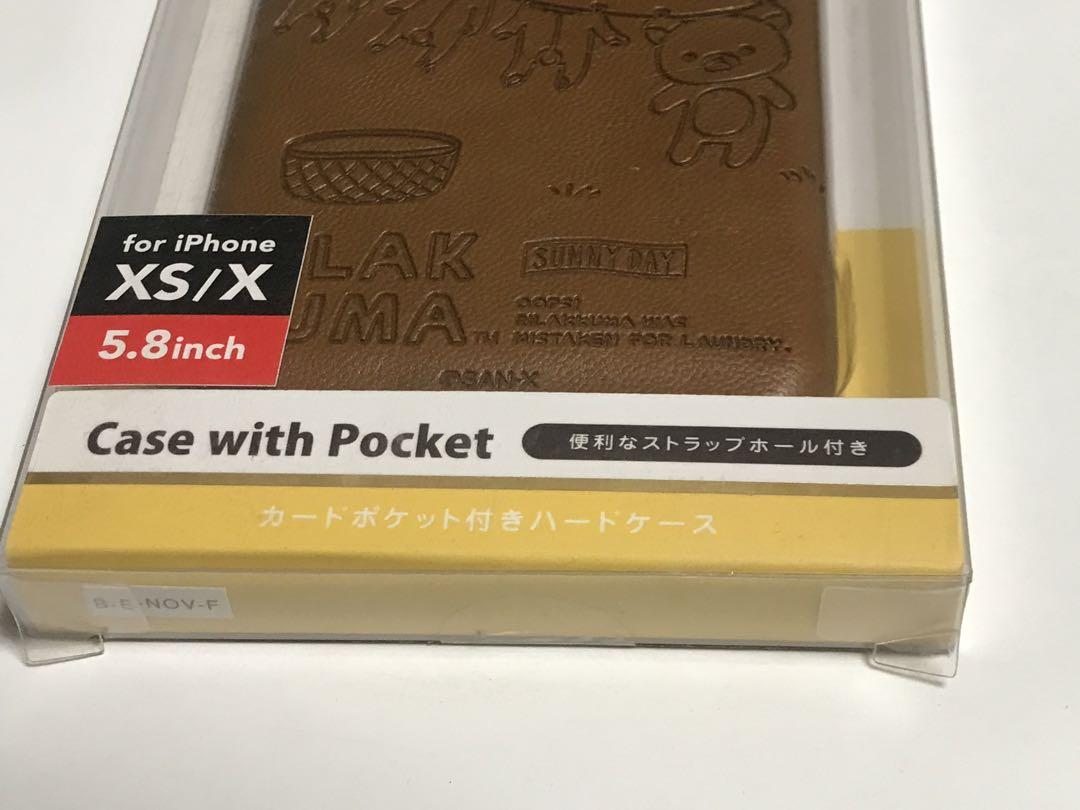 for iPhone
XS/X
5.8inch
LAK
UMA TM
SUNNY DAY
OOPS!
RILAKKUMA WAS
MISTAKEN FOR LAUNDRY.
©SAN-X
Case with Pocket
便利なストラップホール付き
カードポケット付きハードケース
B-E-NOV-F